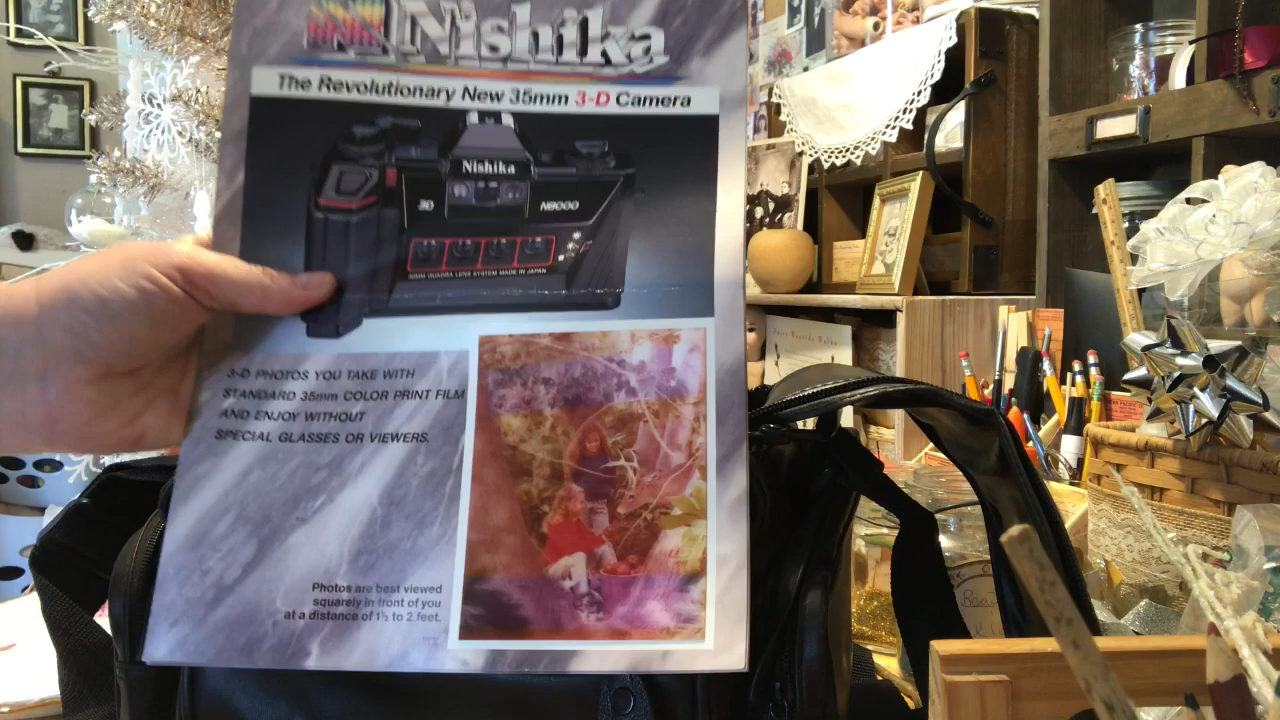 Nishika
The Revolutionary New 35mm 3-D Camera
Nishika
3D
N8000
30MM QUADRA LENS SYSTEM MADE IN JAPAN
3-D PHOTOS YOU TAKE WITH
STANDARD 35mm COLOR PRINT FILM
AND ENJOY WITHOUT
SPECIAL GLASSES OR VIEWERS.
Photos are best viewed
squarely in front of you
at a distance of 1½ to 2 feet.